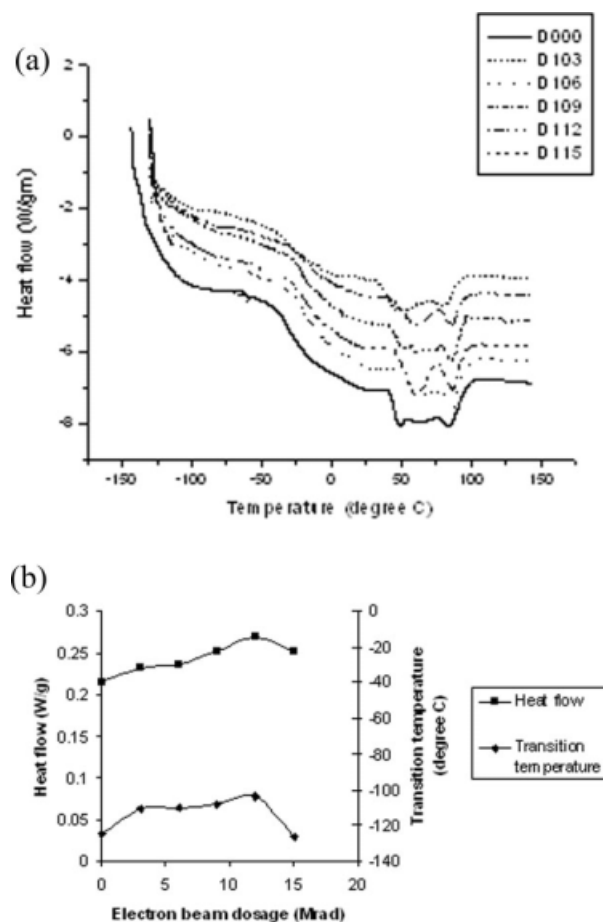 (a)
D000
D103
D106
D109
D112
D115
Heat flow (W/gm)
2
0
-2
-4
-6
-8
-150
-100
-50
0
50
100
150
Temperature (degree C)
(b)
Heat flow (W/g)
0.3
0.25
0.2
0.15
0.1
0.05
0
0
-20
-40
-60
-80
-100
-120
-140
Transition temperature
(degree C)
0
5
10
15
20
Electron beam dosage (Mrad)
Heat flow
Transition
temperature